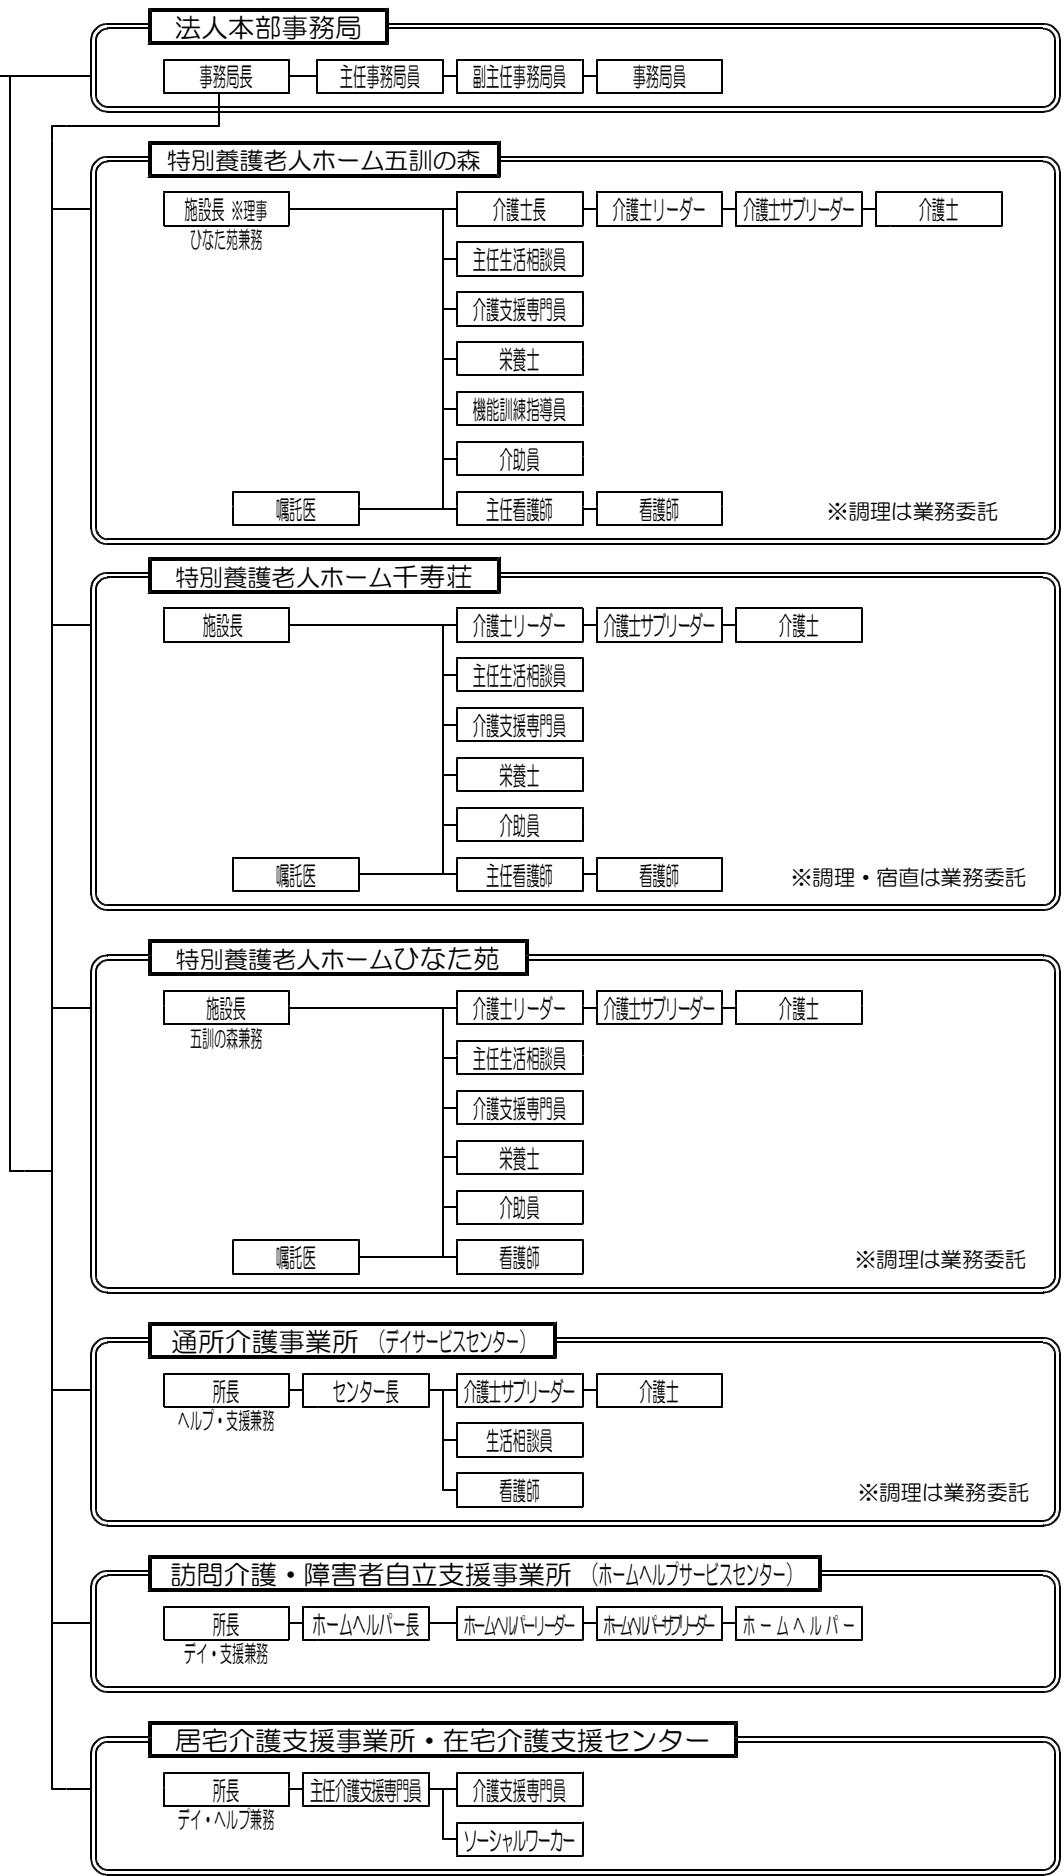 法人本部事務局
事務局長 主任事務局員 副主任事務局員 事務局員
特別養護老人ホーム五訓の森
施設長 ※理事 介護士長 介護士リーダー 介護士サブリーダー 介護士
ひなた苑兼務
主任生活相談員
介護支援専門員
栄養士
機能訓練指導員
介助員
嘱託医 主任看護師 看護師 ※調理は業務委託
特別養護老人ホーム千寿荘
施設長 介護士リーダー 介護士サブリーダー 介護士
主任生活相談員
介護支援専門員
栄養士
介助員
嘱託医 主任看護師 看護師 ※調理・宿直は業務委託
特別養護老人ホームひなた苑
施設長 介護士リーダー 介護士サブリーダー 介護士
五訓の森兼務
主任生活相談員
介護支援専門員
栄養士
介助員
嘱託医 看護師 ※調理は業務委託
通所介護事業所 (デイサービスセンター)
所長 センター長 介護士サブリーダー 介護士
ヘルプ・支援兼務
生活相談員
看護師 ※調理は業務委託
訪問介護・障害者自立支援事業所 (ホームヘルプサービスセンター)
所長 ホームヘルパー長 ホームヘルパーリーダー ホームヘルパーサブリーダー ホームヘルパー
デイ・支援兼務
居宅介護支援事業所・在宅介護支援センター
所長 主任介護支援専門員 介護支援専門員
デイ・ヘルプ兼務
ソーシャルワーカー